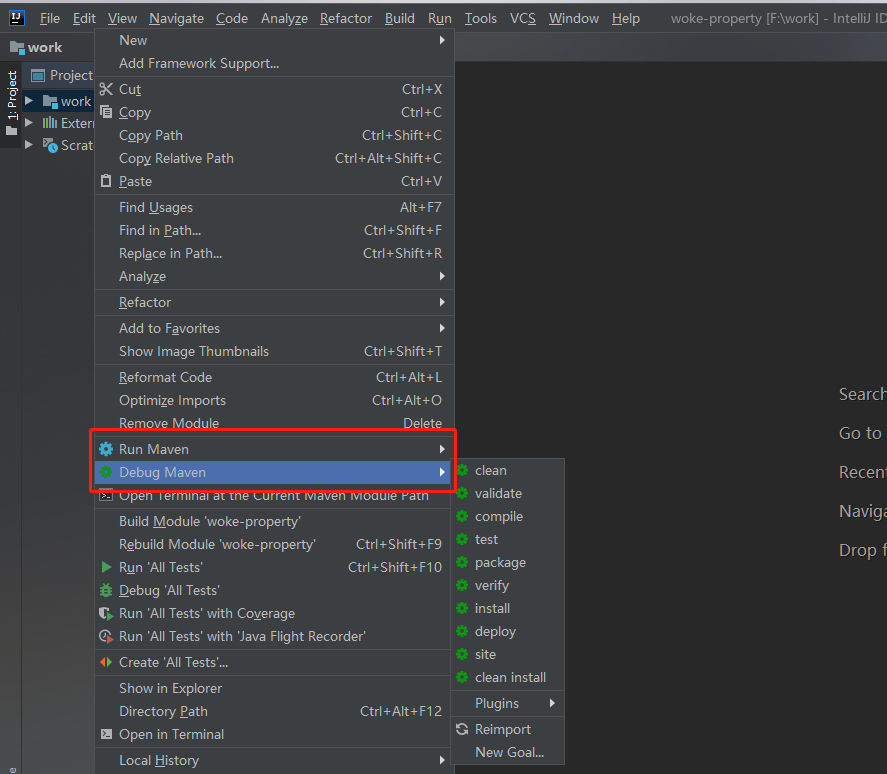 IJ File Edit View Navigate Code Analyze Refactor Build Run Tools VCS Window Help woke-property [F:\work] - IntelliJ ID
work
1: Project
Project
work
Exter
Scrat
New
Add Framework Support...
Cut Ctrl+X
Copy Ctrl+C
Copy Path Ctrl+Shift+C
Copy Relative Path Ctrl+Alt+Shift+C
Paste Ctrl+V
Find Usages Alt+F7
Find in Path... Ctrl+Shift+F
Replace in Path... Ctrl+Shift+R
Analyze
Refactor
Add to Favorites
Show Image Thumbnails Ctrl+Shift+T
Reformat Code Ctrl+Alt+L
Optimize Imports Ctrl+Alt+O
Remove Module Delete
Run Maven
Debug Maven
Open Terminal at the Current Maven Module Path
Build Module 'woke-property'
Rebuild Module 'woke-property' Ctrl+Shift+F9
Run 'All Tests' Ctrl+Shift+F10
Debug 'All Tests'
Run 'All Tests' with Coverage
Run 'All Tests' with 'Java Flight Recorder'
Create 'All Tests'...
Show in Explorer
Directory Path Ctrl+Alt+F12
Open in Terminal
Local History
clean
validate
compile
test
package
verify
install
deploy
site
clean install
Plugins
Reimport
New Goal...
Search
Go to
Recent
Naviga
Drop f